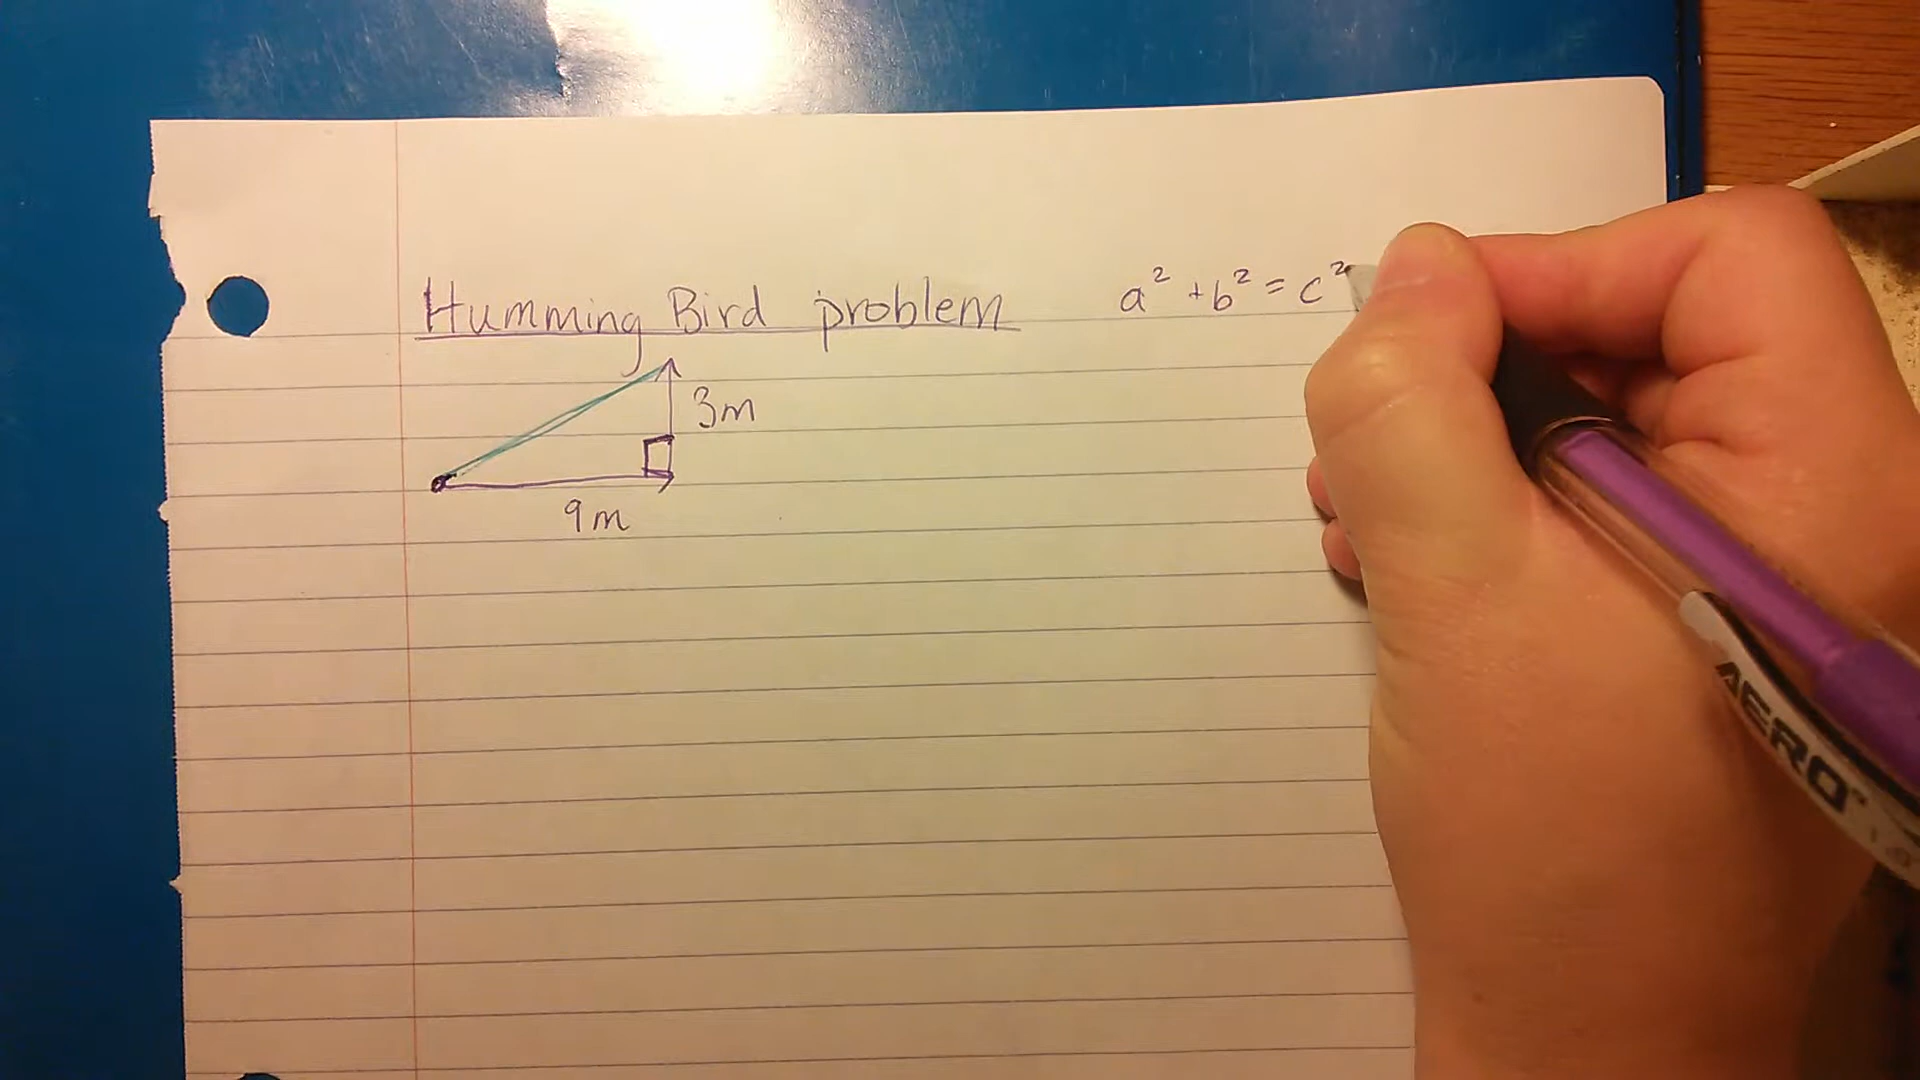 Humming Bird problem
a² + b² = c²
3m
9m
AERO